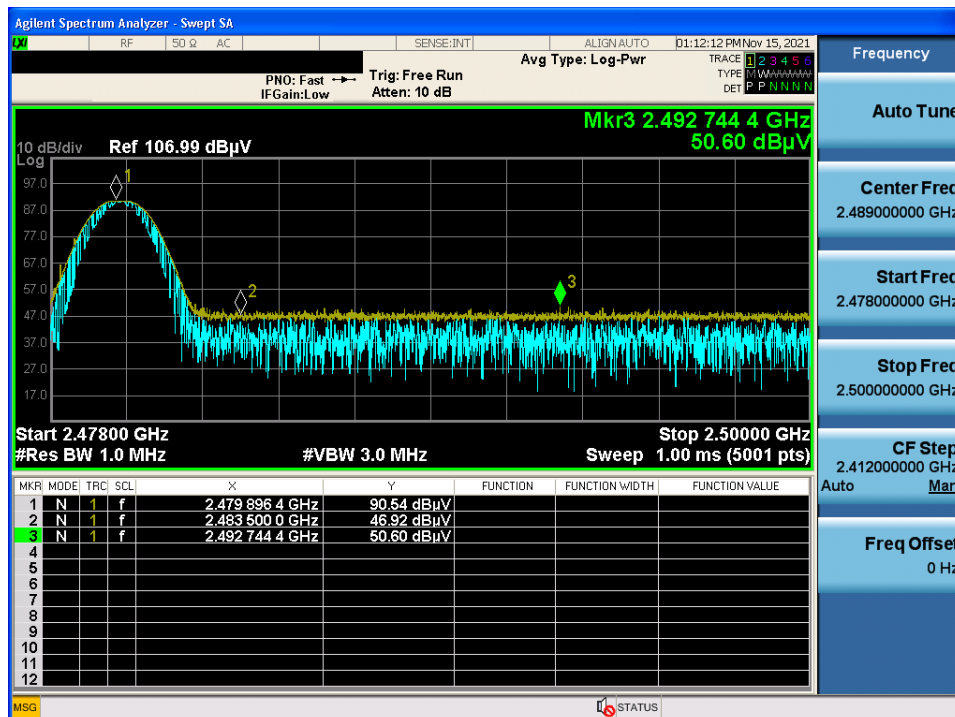 Agilent Spectrum Analyzer - Swept SA
LXI RF 50 Ω AC SENSE:INT ALIGN AUTO 01:12:12 PM Nov 15, 2021
Frequency
Avg Type: Log-Pwr
TRACE 1 2 3 4 5 6
PNO: Fast Trig: Free Run
TYPE M W
IFGain:Low Atten: 10 dB
DET P P N N N N
Auto Tune
Mkr3 2.492 744 4 GHz
10 dB/div Ref 106.99 dBµV 50.60 dBµV
Log
97.0
87.0
77.0
67.0
57.0
47.0
37.0
27.0
17.0
1
2
3
Center Freq
2.489000000 GHz
Start Freq
2.478000000 GHz
Stop Freq
2.500000000 GHz
Start 2.47800 GHz Stop 2.50000 GHz
#Res BW 1.0 MHz #VBW 3.0 MHz Sweep 1.00 ms (5001 pts)
CF Step
2.412000000 GHz
Auto Man
MKR MODE TRC SCL X Y FUNCTION FUNCTION WIDTH FUNCTION VALUE
1 N 1 f 2.479 896 4 GHz 90.54 dBµV
2 N 1 f 2.483 500 0 GHz 46.92 dBµV
3 N 1 f 2.492 744 4 GHz 50.60 dBµV
4
5
6
7
8
9
10
11
12
Freq Offset
0 Hz
MSG STATUS